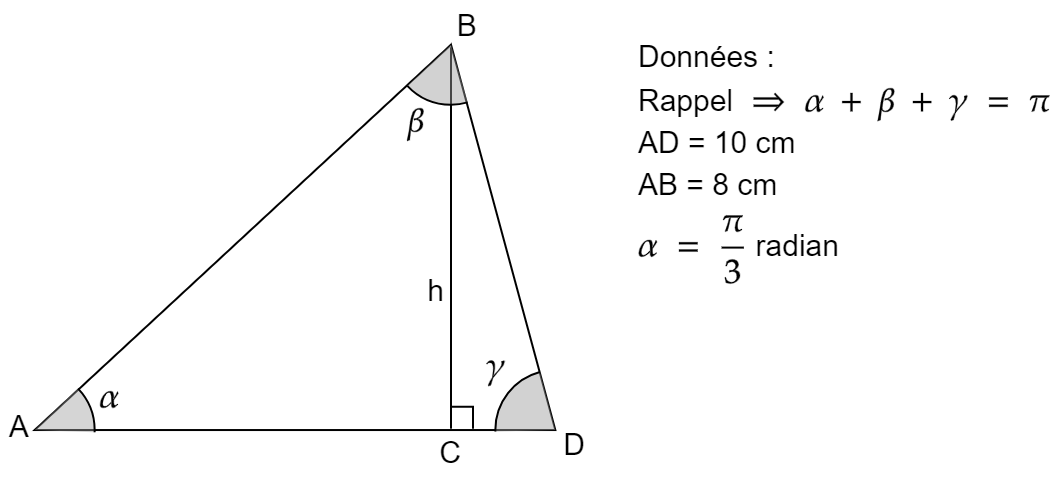 B
β
h
γ
α
A
C
D
Données :
Rappel ⇒ α + β + γ = π
AD = 10 cm
AB = 8 cm
α = π/3 radian